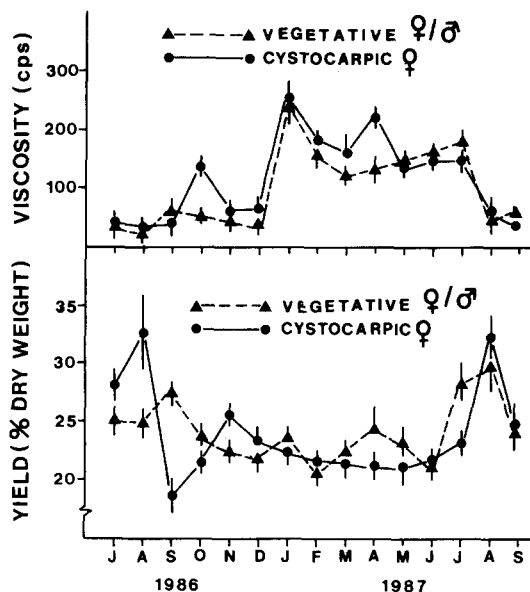 VEGETATIVE ♀/♂
CYSTOCARPIC ♀
VISCOSITY (cps)
300
200
100
VEGETATIVE ♀/♂
CYSTOCARPIC ♀
YIELD (% DRY WEIGHT)
35
30
25
20
J A S O N D J F M A M J J A S
1986 1987